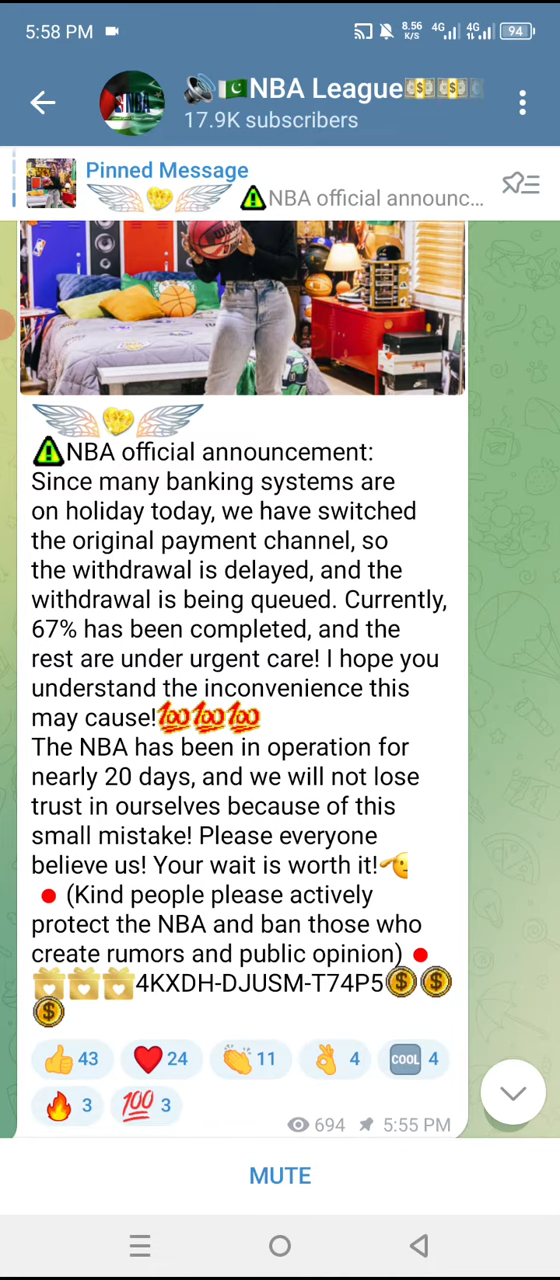 5:58 PM
8.56 K/S 4G 4G 94
NBA League
17.9K subscribers
Pinned Message
NBA official announc...
Wilson
NBA official announcement:
Since many banking systems are
on holiday today, we have switched
the original payment channel, so
the withdrawal is delayed, and the
withdrawal is being queued. Currently,
67% has been completed, and the
rest are under urgent care! I hope you
understand the inconvenience this
may cause!💯💯💯
The NBA has been in operation for
nearly 20 days, and we will not lose
trust in ourselves because of this
small mistake! Please everyone
believe us! Your wait is worth it!
(Kind people please actively
protect the NBA and ban those who
create rumors and public opinion)
4KXDH-DJUSM-T74P5
43 24 11 4 COOL 4
3 100 3
694 5:55 PM
MUTE